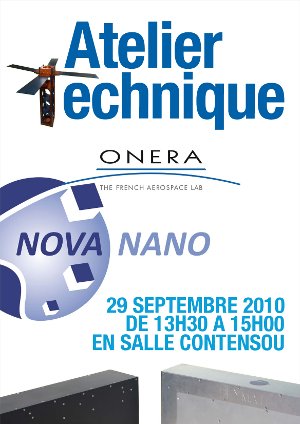 Atelier
Technique
ONERA
THE FRENCH AEROSPACE LAB
NOVA NANO
29 SEPTEMBRE 2010
DE 13H30 A 15H00
EN SALLE CONTENSOU